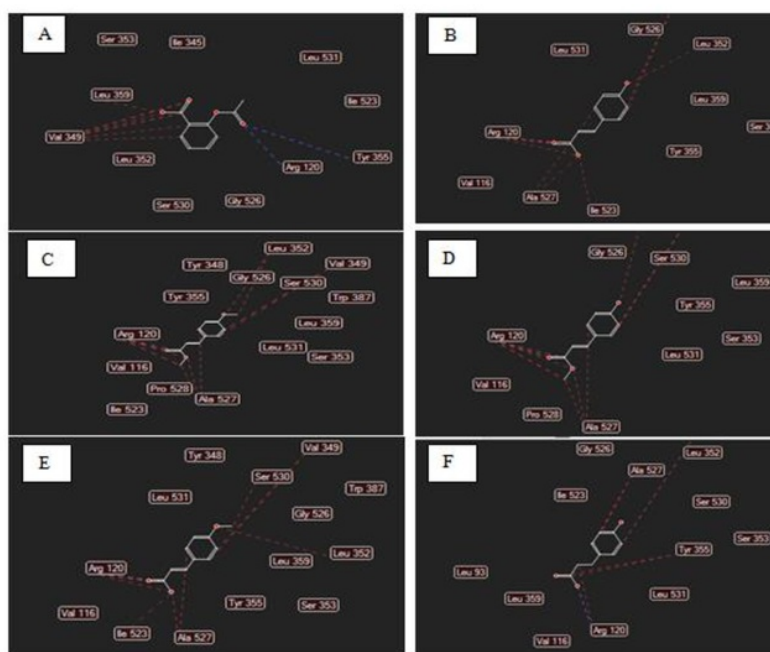 A
Ser 353
Ile 345
Leu 531
Leu 359
Ile 523
Val 349
Leu 352
Tyr 355
Arg 120
Ser 530
Gly 526
B
Gly 526
Leu 531
Leu 352
Leu 359
Arg 120
Ser 3
Tyr 355
Val 116
Ala 527
Ile 523
C
Leu 352
Tyr 348
Val 349
Gly 526
Ser 530
Tyr 355
Trp 387
Arg 120
Leu 359
Leu 531
Ser 353
Val 116
Pro 528
Ala 527
Ile 523
D
Gly 526
Ser 530
Leu 359
Tyr 355
Arg 120
Ser 353
Leu 531
Val 116
Pro 528
Ala 527
E
Val 349
Tyr 348
Ser 530
Trp 387
Leu 531
Gly 526
Leu 352
Leu 359
Arg 120
Tyr 355
Ser 353
Val 116
Ile 523
Ala 527
F
Gly 526
Leu 352
Ala 527
Ile 523
Ser 530
Ser 353
Tyr 355
Leu 93
Leu 359
Leu 531
Arg 120
Val 116